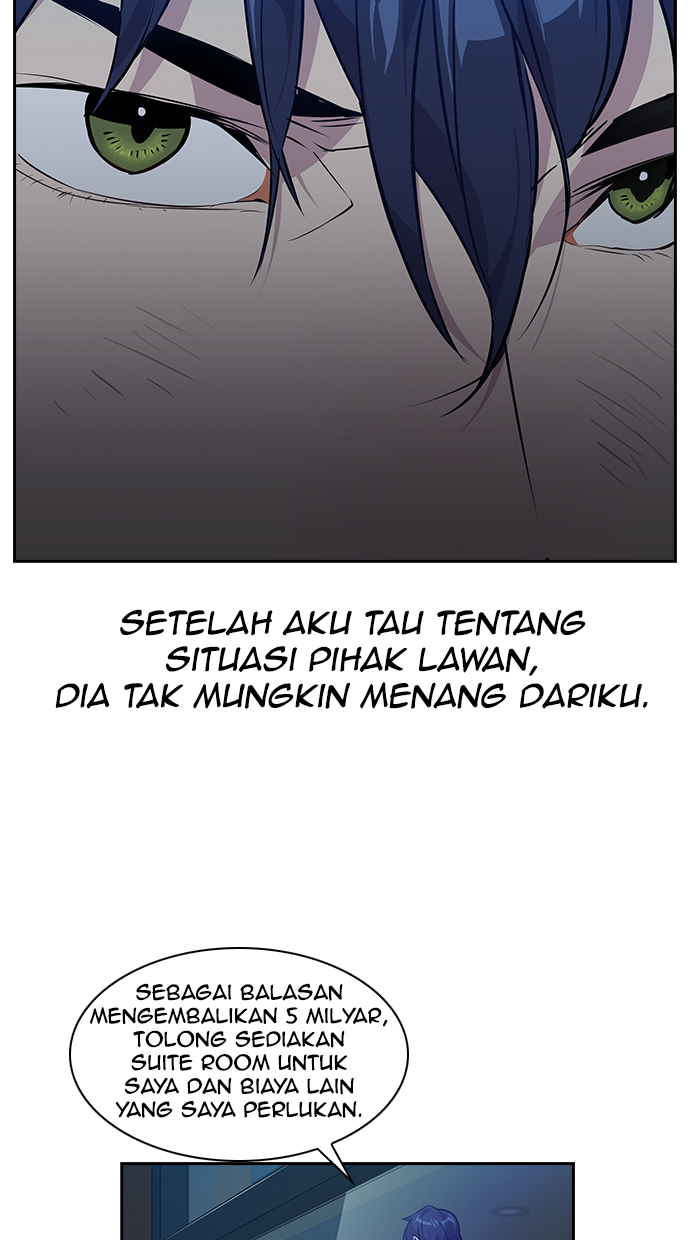 SETELAH AKU TAU TENTANG
SITUASI PIHAK LAWAN,
DIA TAK MUNGKIN MENANG DARIKU.
SEBAGAI BALASAN
MENGEMBALIKAN 5 MILYAR,
TOLONG SEDIAKAN
SUITE ROOM UNTUK
SAYA DAN BIAYA LAIN
YANG SAYA PERLUKAN.